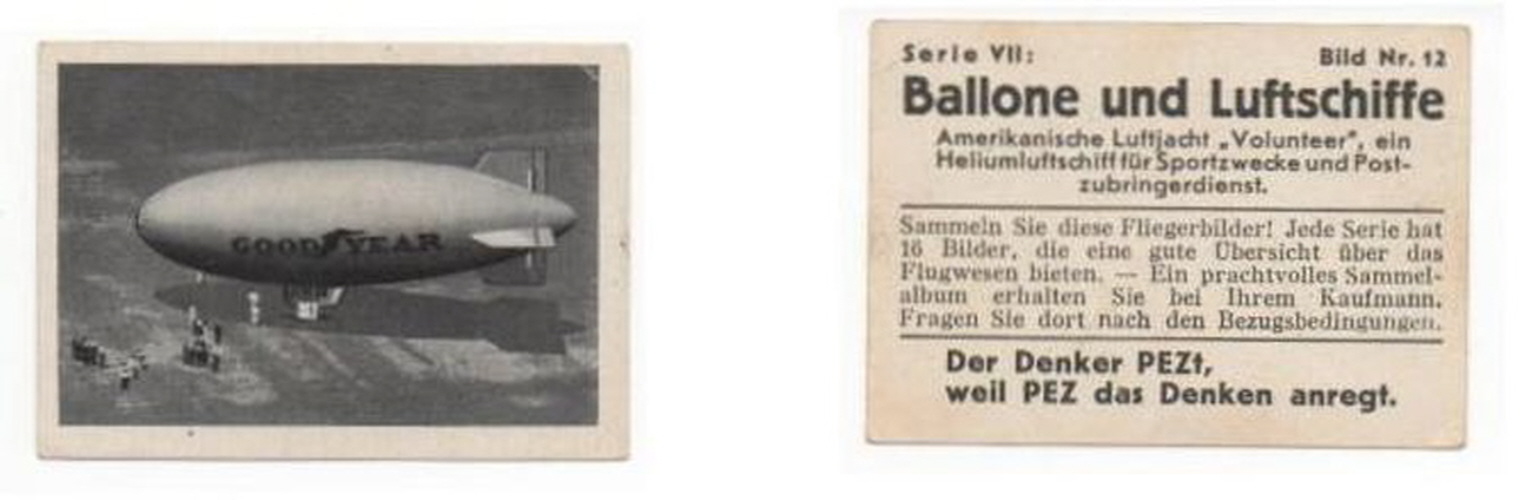 GOODYEAR
Serie VII: Bild Nr. 12
Ballone und Luftschiffe
Amerikanische Luftjacht „Volunteer", ein
Heliumluftschiff für Sportzwecke und Post-
zubringerdienst.
Sammeln Sie diese Fliegerbilder! Jede Serie hat
16 Bilder, die eine gute Übersicht über das
Flugwesen bieten. — Ein prachtvolles Sammel-
album erhalten Sie bei Ihrem Kaufmann.
Fragen Sie dort nach den Bezugsbedingungen.
Der Denker PEZt,
weil PEZ das Denken anregt.